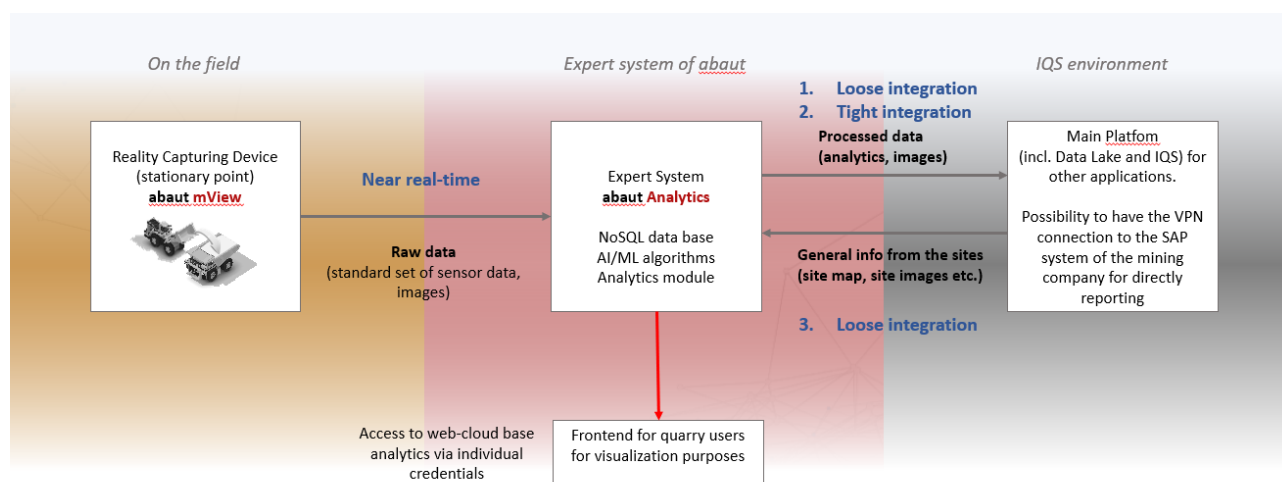 On the field
Expert system of abaut
IQS environment
1. Loose integration
2. Tight integration
Reality Capturing Device
(stationary point)
abaut mView
Near real-time
Raw data
(standard set of sensor data,
images)
Expert System
abaut Analytics
NoSQL data base
AI/ML algorithms
Analytics module
Processed data
(analytics, images)
General info from the sites
(site map, site images etc.)
3. Loose integration
Main Platfom
(incl. Data Lake and IQS) for
other applications.
Possibility to have the VPN
connection to the SAP
system of the mining
company for directly
reporting
Access to web-cloud base
analytics via individual
credentials
Frontend for quarry users
for visualization purposes